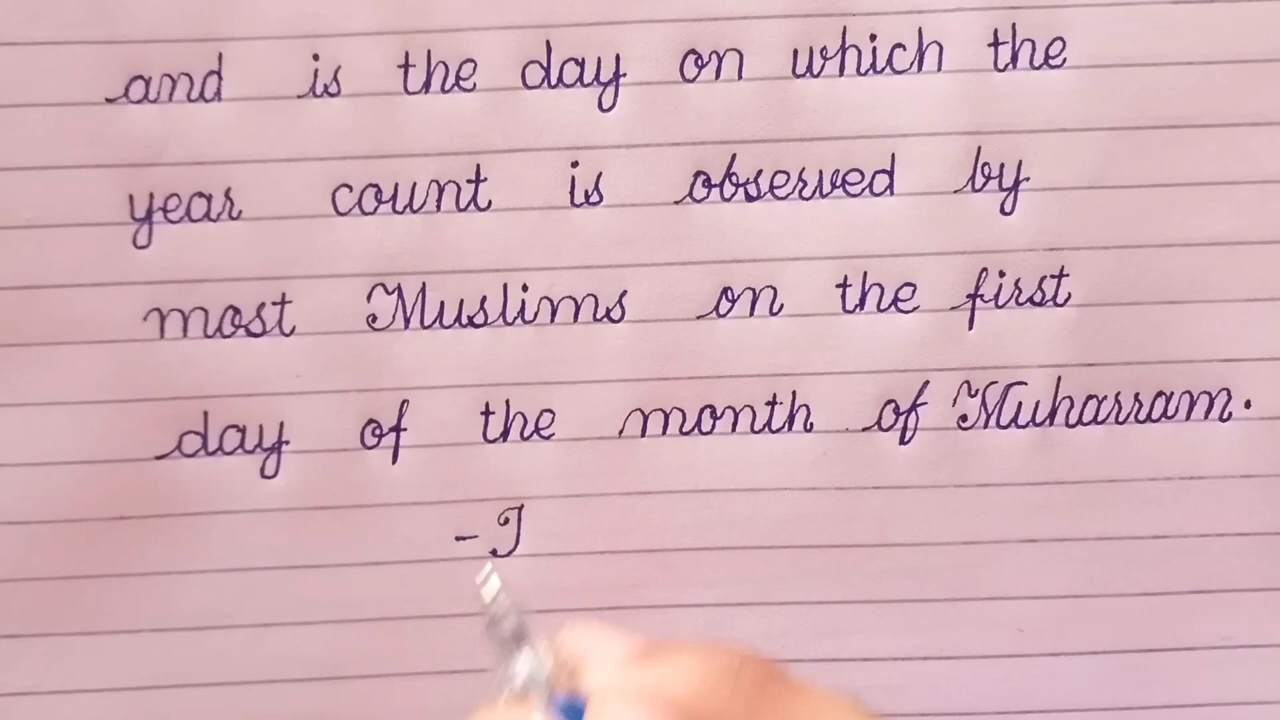 and is the day on which the
year count is observed by
most Muslims on the first
day of the month of Muharram.
- I